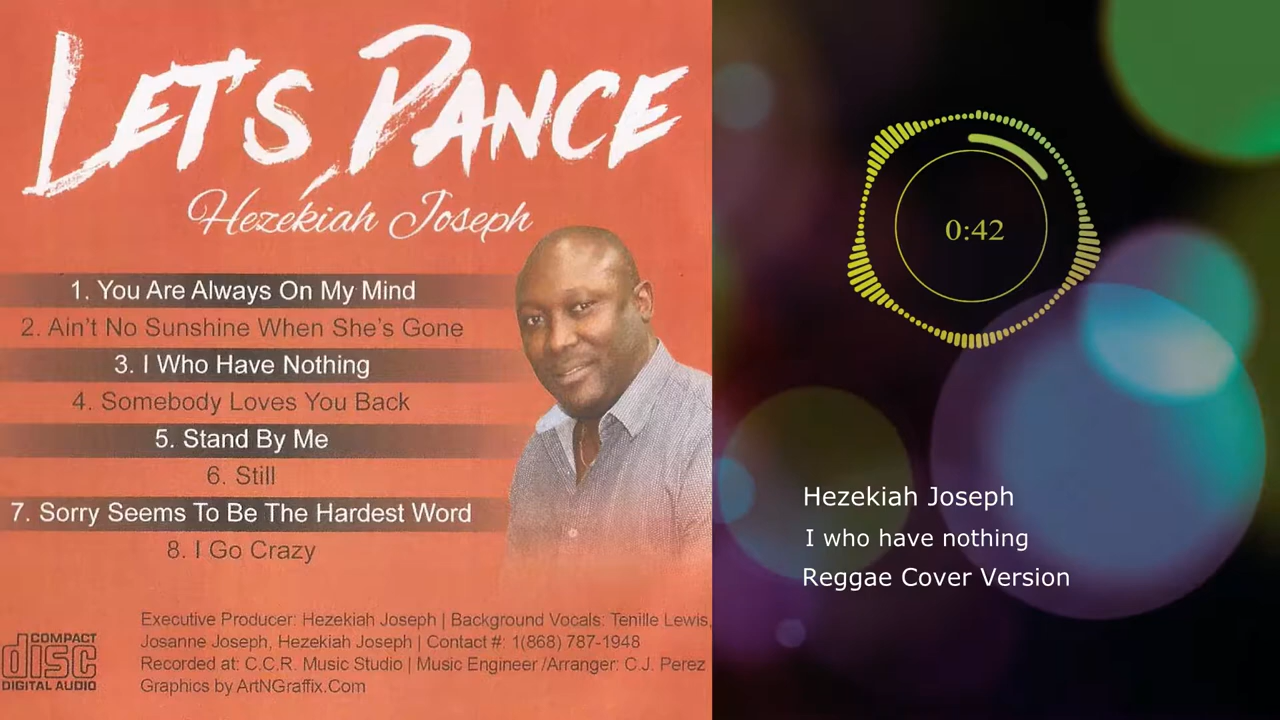 LET'S DANCE
Hezekiah Joseph
1. You Are Always On My Mind
2. Ain't No Sunshine When She's Gone
3. I Who Have Nothing
4. Somebody Loves You Back
5. Stand By Me
6. Still
7. Sorry Seems To Be The Hardest Word
8. I Go Crazy
Executive Producer: Hezekiah Joseph | Background Vocals: Tenille Lewis,
Josanne Joseph, Hezekiah Joseph | Contact #: 1(868) 787-1948
Recorded at: C.C.R. Music Studio | Music Engineer /Arranger: C.J. Perez
Graphics by ArtNGraffix.Com
COMPACT
disc
DIGITAL AUDIO
0:42
Hezekiah Joseph
I who have nothing
Reggae Cover Version